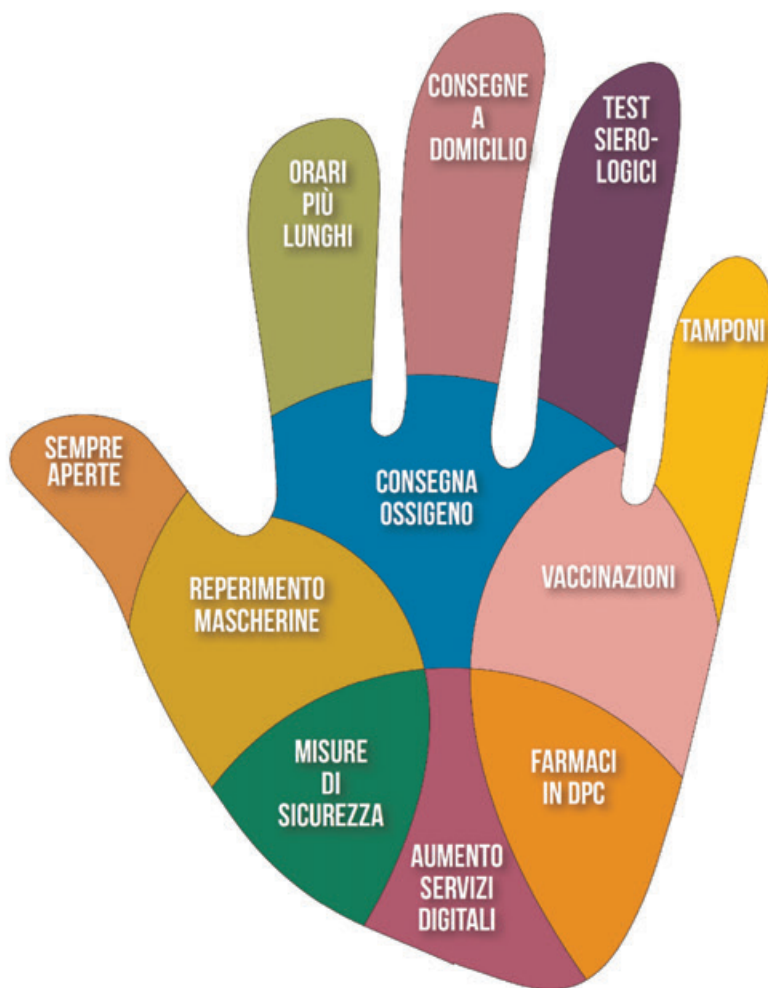 CONSEGNE
A
DOMICILIO
TEST
SIERO-
LOGICI
ORARI
PIÙ
LUNGHI
TAMPONI
SEMPRE
APERTE
CONSEGNA
OSSIGENO
REPERIMENTO
MASCHERINE
VACCINAZIONI
MISURE
DI
SICUREZZA
FARMACI
IN DPC
AUMENTO
SERVIZI
DIGITALI